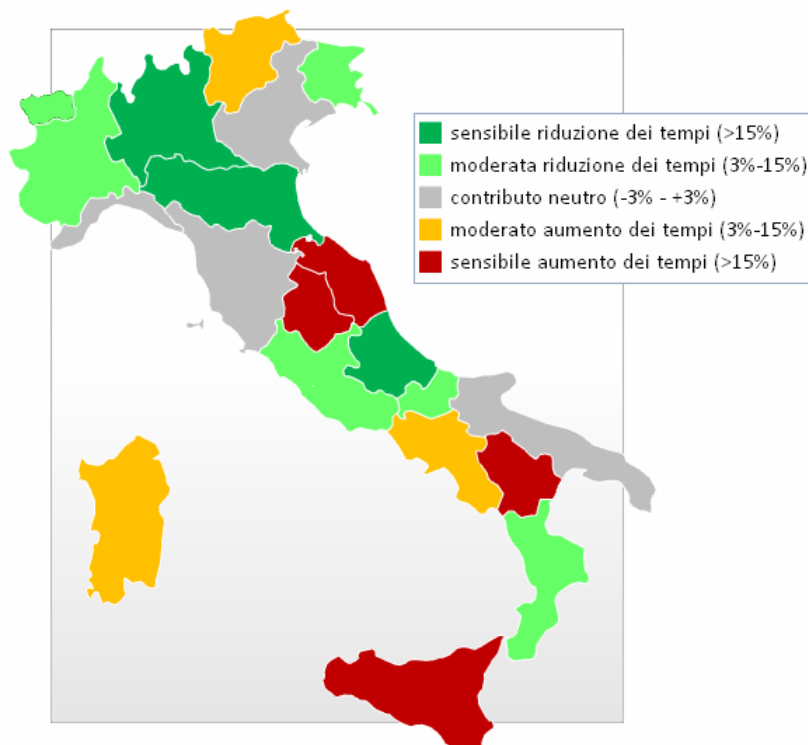 sensibile riduzione dei tempi (>15%)
moderata riduzione dei tempi (3%-15%)
contributo neutro (-3% - +3%)
moderato aumento dei tempi (3%-15%)
sensibile aumento dei tempi (>15%)